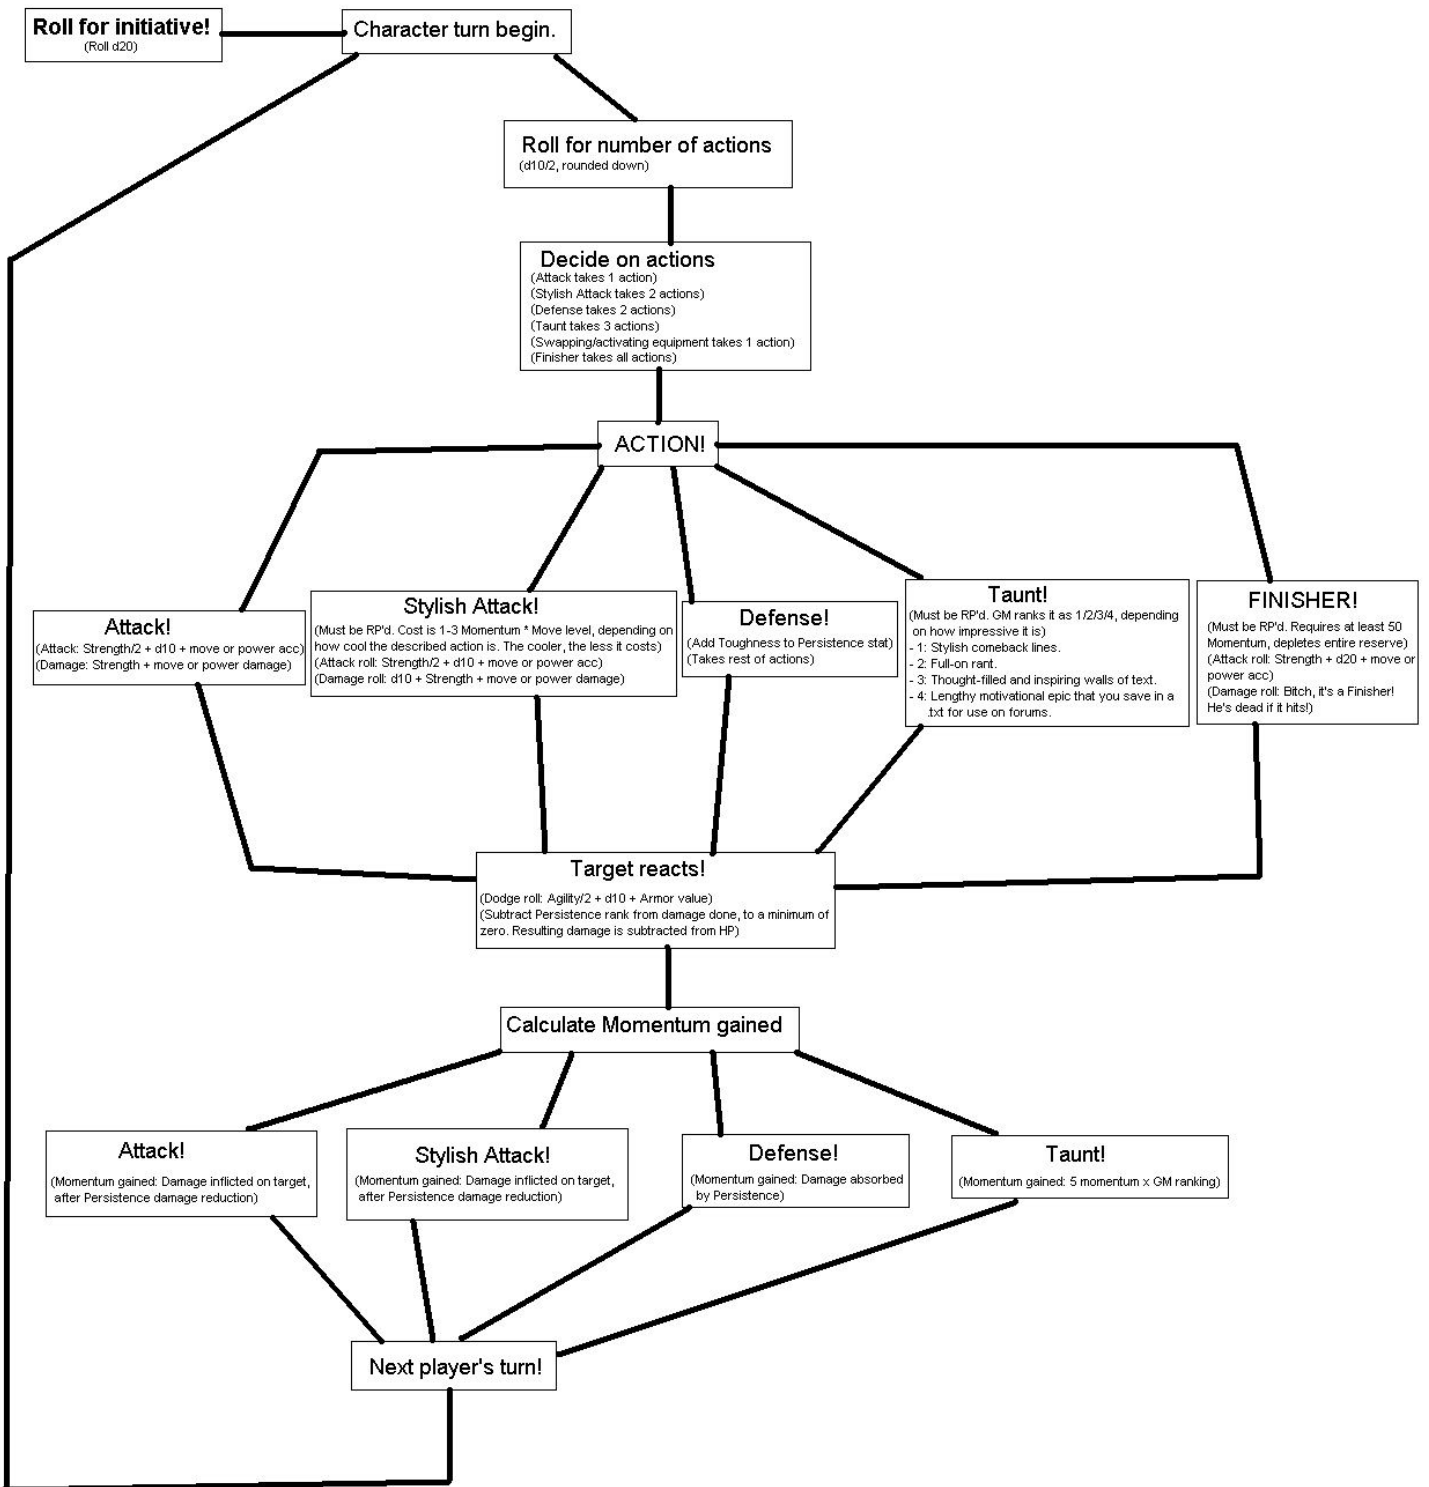 Roll for initiative!
(Roll d20)
Character turn begin.
Roll for number of actions
(d10/2, rounded down)
Decide on actions
(Attack takes 1 action)
(Stylish Attack takes 2 actions)
(Defense takes 2 actions)
(Taunt takes 3 actions)
(Swapping/activating equipment takes 1 action)
(Finisher takes all actions)
ACTION!
Attack!
(Attack: Strength/2 + d10 + move or power acc)
(Damage: Strength + move or power damage)
Stylish Attack!
(Must be RP'd. Cost is 1-3 Momentum * Move level, depending on
how cool the described action is. The cooler, the less it costs)
(Attack roll: Strength/2 + d10 + move or power acc)
(Damage roll: d10 + Strength + move or power damage)
Defense!
(Add Toughness to Persistence stat)
(Takes rest of actions)
Taunt!
(Must be RP'd. GM ranks it as 1/2/3/4, depending
on how impressive it is)
- 1: Stylish comeback lines.
- 2: Full-on rant.
- 3: Thought-filled and inspiring walls of text.
- 4: Lengthy motivational epic that you save in a
.txt for use on forums.
FINISHER!
(Must be RP'd. Requires at least 50
Momentum, depletes entire reserve)
(Attack roll: Strength + d20 + move or
power acc)
(Damage roll: Bitch, it's a Finisher!
He's dead if it hits!)
Target reacts!
(Dodge roll: Agility/2 + d10 + Armor value)
(Subtract Persistence rank from damage done, to a minimum of
zero. Resulting damage is subtracted from HP)
Calculate Momentum gained
Attack!
(Momentum gained: Damage inflicted on target,
after Persistence damage reduction)
Stylish Attack!
(Momentum gained: Damage inflicted on target,
after Persistence damage reduction)
Defense!
(Momentum gained: Damage absorbed
by Persistence)
Taunt!
(Momentum gained: 5 momentum x GM ranking)
Next player's turn!